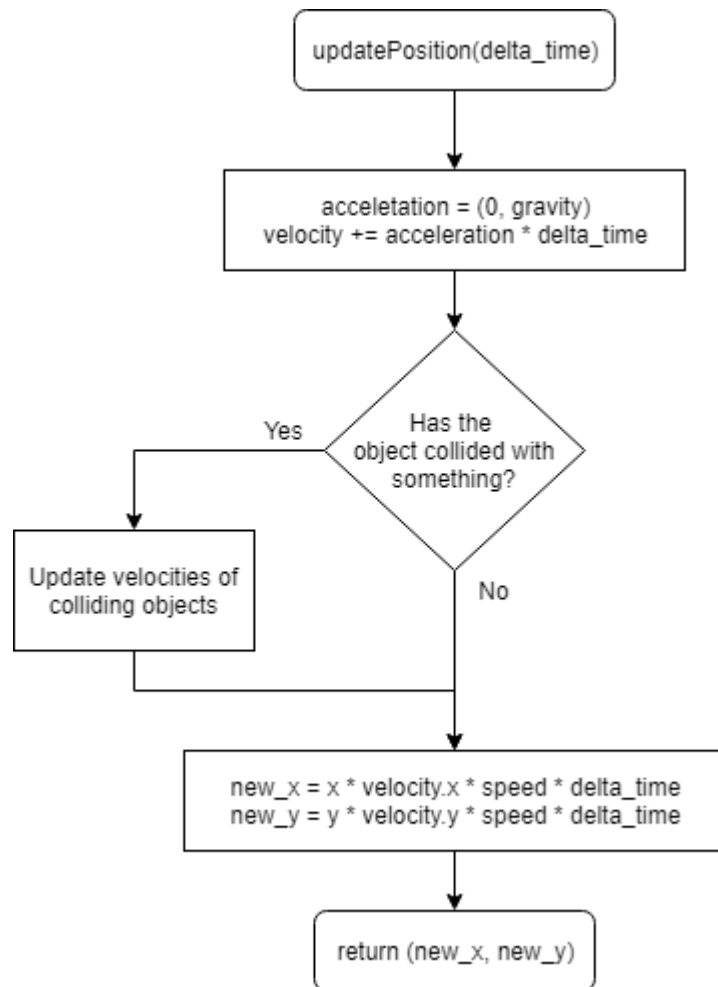 updatePosition(delta_time)
acceletation = (0, gravity)
velocity += acceleration * delta_time
Has the
object collided with
something?
Yes
Update velocities of
colliding objects
No
new_x = x * velocity.x * speed * delta_time
new_y = y * velocity.y * speed * delta_time
return (new_x, new_y)